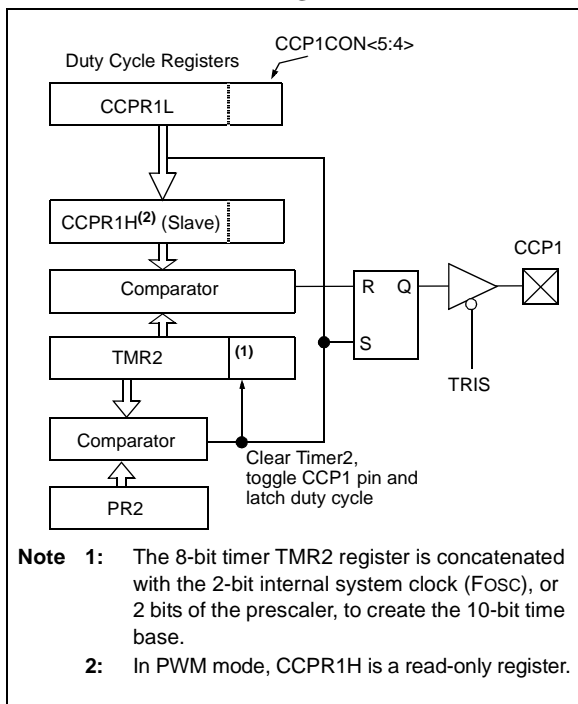 CCP1CON<5:4>
Duty Cycle Registers
CCPR1L
CCPR1H(2) (Slave)
CCP1
Comparator
R Q
TMR2
(1)
S
TRIS
Comparator
Clear Timer2,
toggle CCP1 pin and
latch duty cycle
PR2
Note 1: The 8-bit timer TMR2 register is concatenated
with the 2-bit internal system clock (FOSC), or
2 bits of the prescaler, to create the 10-bit time
base.
2: In PWM mode, CCPR1H is a read-only register.